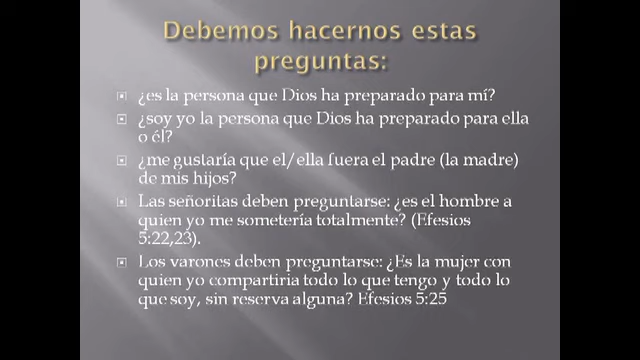 Debemos hacernos estas
preguntas:
¿es la persona que Dios ha preparado para mí?
¿soy yo la persona que Dios ha preparado para ella
o él?
¿me gustaría que el/ella fuera el padre (la madre)
de mis hijos?
Las señoritas deben preguntarse: ¿es el hombre a
quien yo me sometería totalmente? (Efesios
5:22,23).
Los varones deben preguntarse: ¿Es la mujer con
quien yo compartiria todo lo que tengo y todo lo
que soy, sin reserva alguna? Efesios 5:25